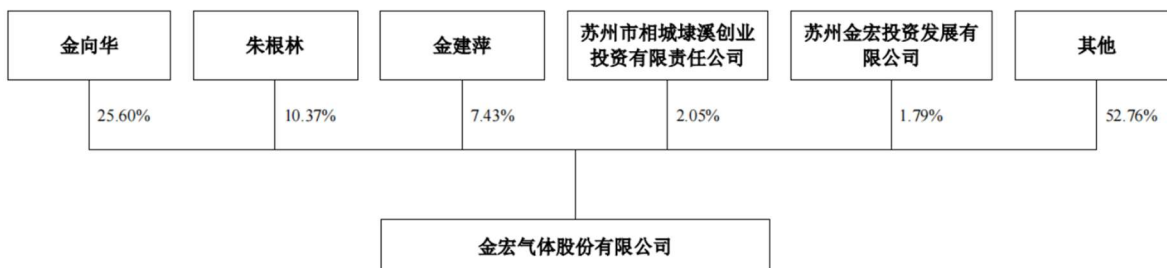 金向华
朱根林
金建萍
苏州市相城埭溪创业
投资有限责任公司
苏州金宏投资发展有
限公司
其他
25.60%
10.37%
7.43%
2.05%
1.79%
52.76%
金宏气体股份有限公司